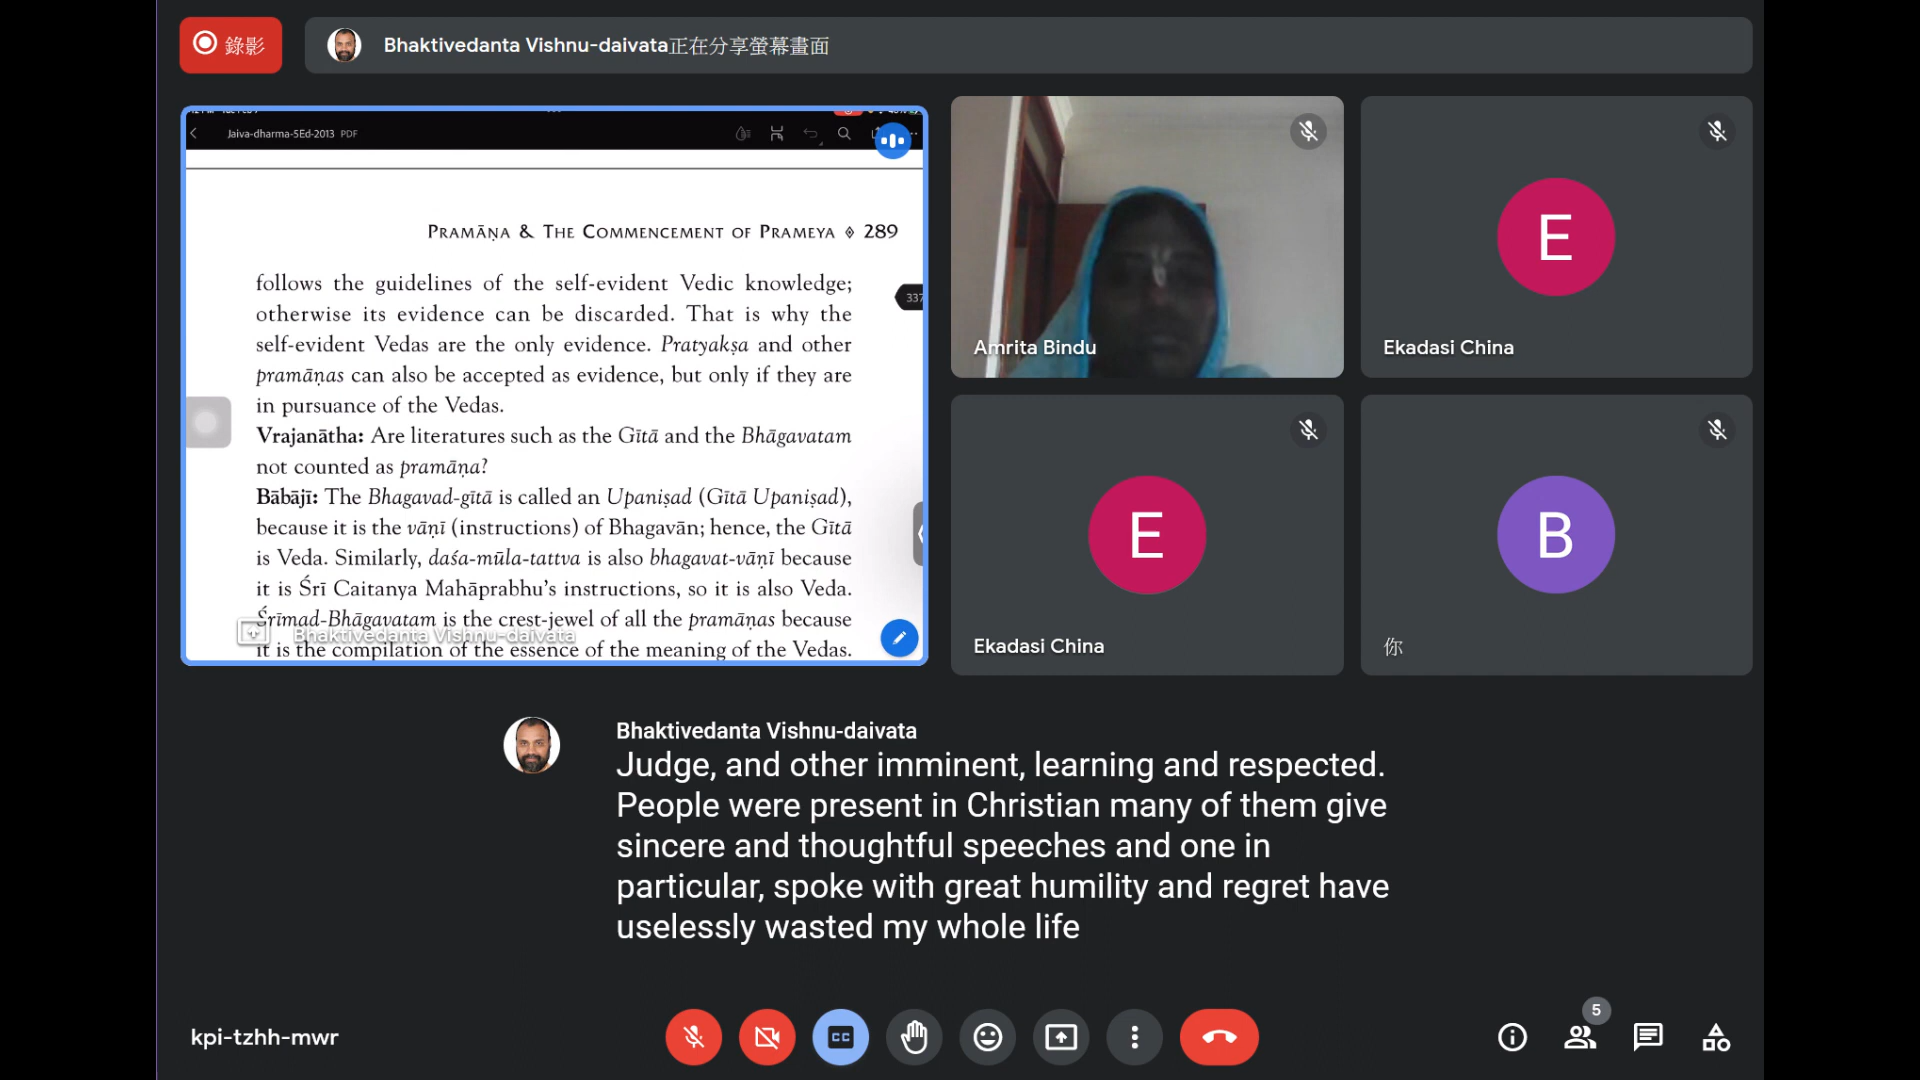 錄影
Bhaktivedanta Vishnu-daivata正在分享螢幕畫面
Jaiva-dharma-5Ed-2013 PDF
PRAMĀṆA & THE COMMENCEMENT OF PRAMEYA ◊ 289
follows the guidelines of the self-evident Vedic knowledge;
otherwise its evidence can be discarded. That is why the
self-evident Vedas are the only evidence. Pratyakṣa and other
pramāṇas can also be accepted as evidence, but only if they are
in pursuance of the Vedas.
Vrajanātha: Are literatures such as the Gītā and the Bhāgavatam
not counted as pramāṇa?
Bābājī: The Bhagavad-gītā is called an Upaniṣad (Gītā Upaniṣad),
because it is the vāṇī (instructions) of Bhagavān; hence, the Gītā
is Veda. Similarly, daśa-mūla-tattva is also bhagavat-vāṇī because
it is Śrī Caitanya Mahāprabhu's instructions, so it is also Veda.
Śrīmad-Bhāgavatam is the crest-jewel of all the pramāṇas because
it is the compilation of the essence of the meaning of the Vedas.
337
Bhaktivedanta Vishnu-daivata
Amrita Bindu
E
Ekadasi China
E
Ekadasi China
B
你
Bhaktivedanta Vishnu-daivata
Judge, and other imminent, learning and respected.
People were present in Christian many of them give
sincere and thoughtful speeches and one in
particular, spoke with great humility and regret have
uselessly wasted my whole life
kpi-tzhh-mwr
CC
5